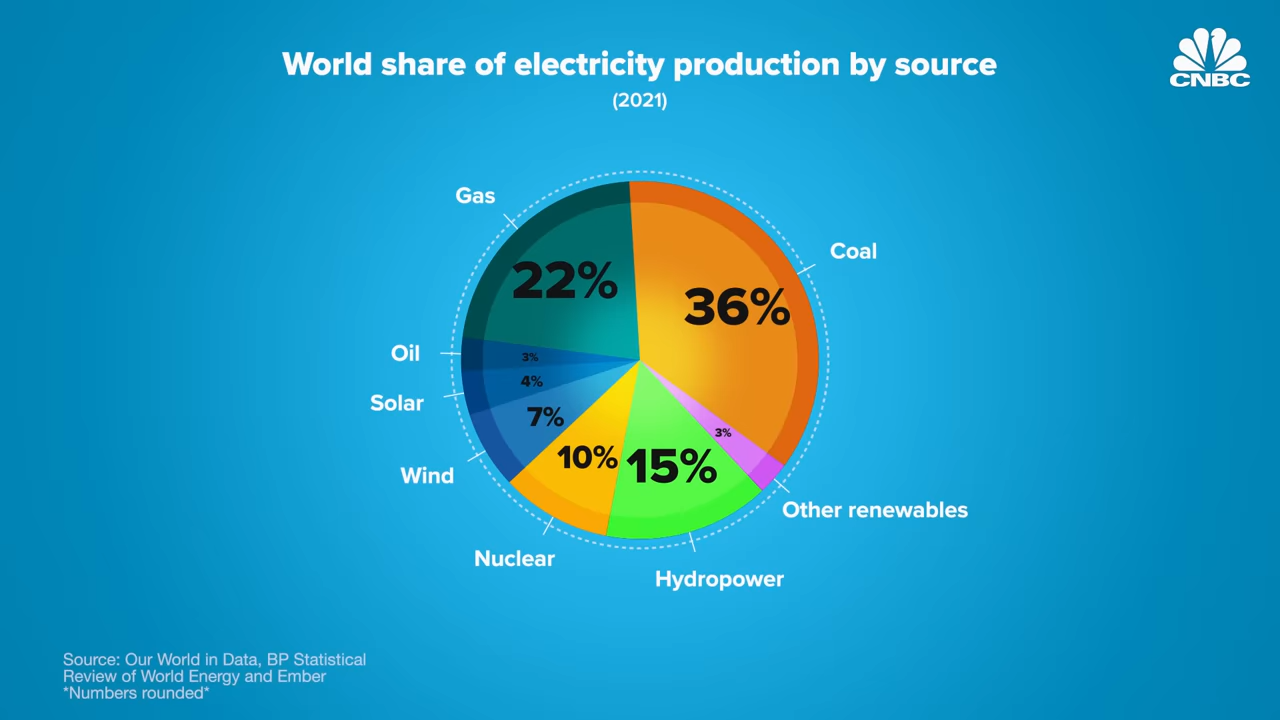 World share of electricity production by source
(2021)
CNBC
Gas
Coal
22%
36%
Oil
3%
Solar
4%
7%
Wind
10%
15%
3%
Other renewables
Nuclear
Hydropower
Source: Our World in Data, BP Statistical
Review of World Energy and Ember
*Numbers rounded*